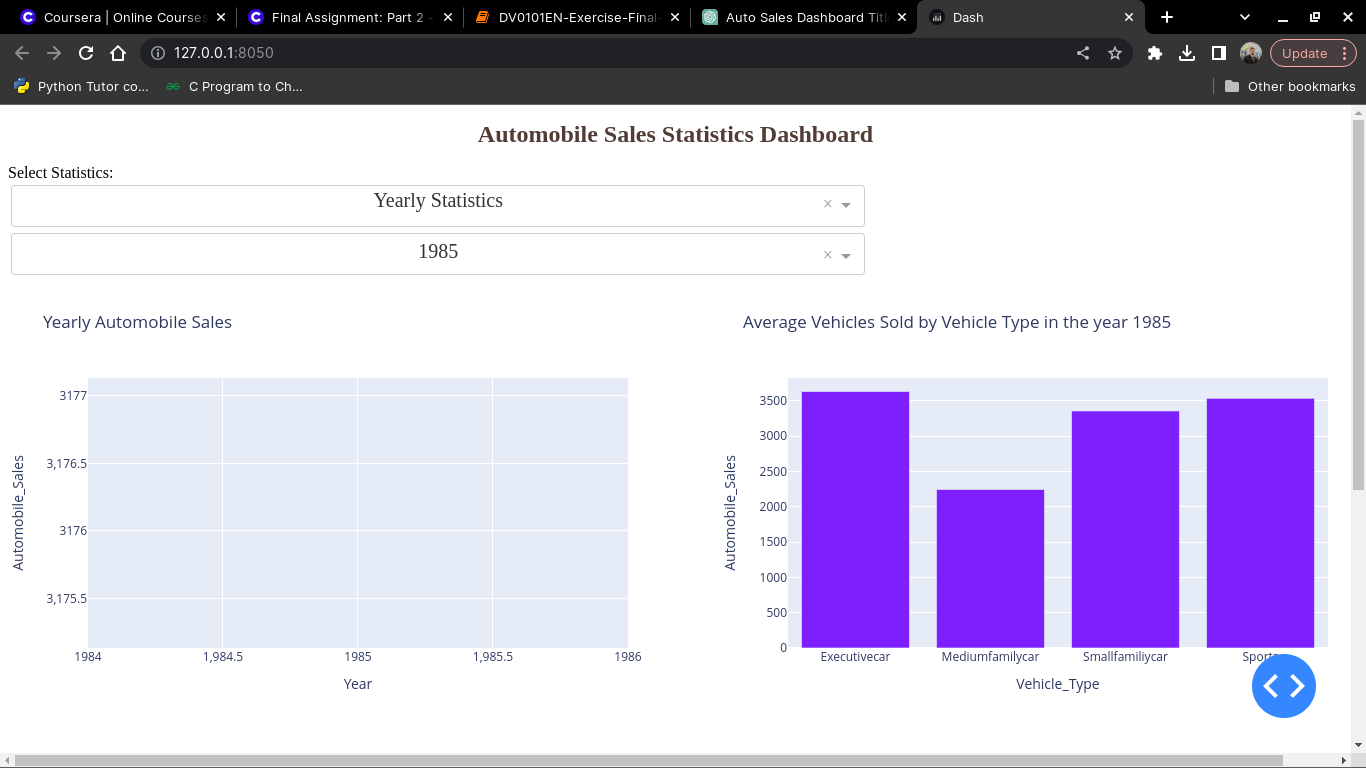 Coursera | Online Courses
Final Assignment: Part 2 -
DV0101EN-Exercise-Final-
Auto Sales Dashboard Titl
Dash
127.0.0.1:8050
Update
Python Tutor co...
C Program to Ch...
Other bookmarks
Automobile Sales Statistics Dashboard
Select Statistics:
Yearly Statistics
×
1985
×
Yearly Automobile Sales
3177
3,176.5
3176
3,175.5
Automobile_Sales
1984 1,984.5 1985 1,985.5 1986
Year
Average Vehicles Sold by Vehicle Type in the year 1985
3500
3000
2500
2000
1500
1000
500
0
Automobile_Sales
Executivecar Mediumfamilycar Smallfamiliycar Sports
Vehicle_Type